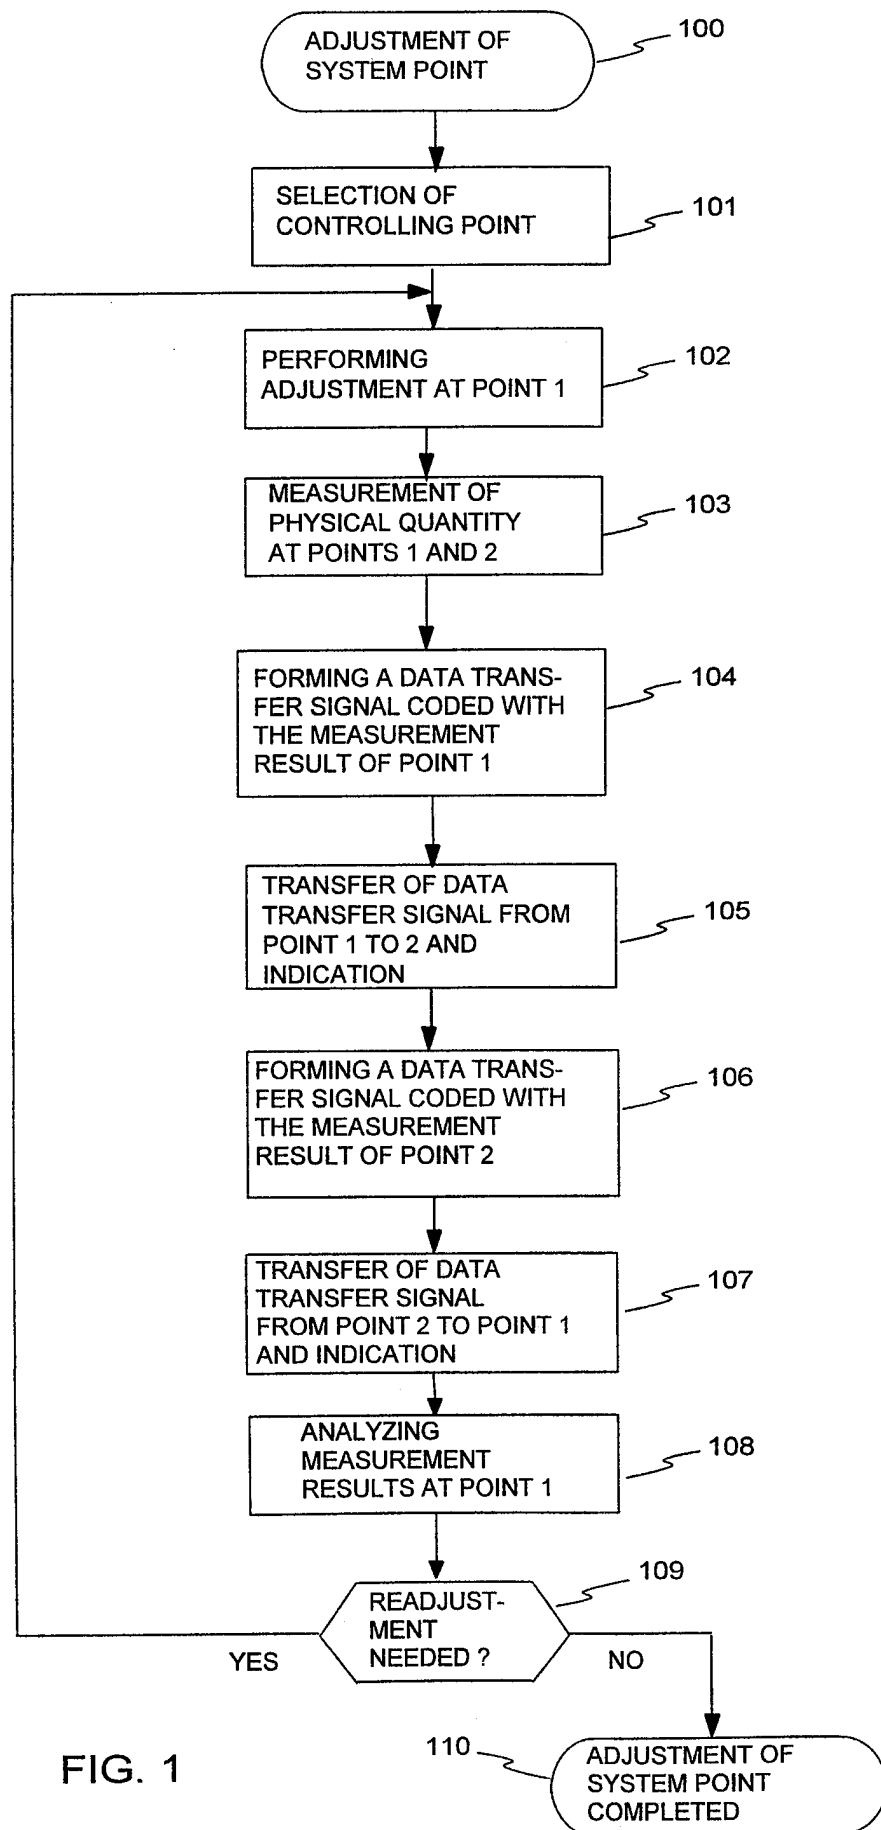 ADJUSTMENT OF
SYSTEM POINT
100
SELECTION OF
CONTROLLING POINT
101
PERFORMING
ADJUSTMENT AT POINT 1
102
MEASUREMENT OF
PHYSICAL QUANTITY
AT POINTS 1 AND 2
103
FORMING A DATA TRANS-
FER SIGNAL CODED WITH
THE MEASUREMENT
RESULT OF POINT 1
104
TRANSFER OF DATA
TRANSFER SIGNAL FROM
POINT 1 TO 2 AND
INDICATION
105
FORMING A DATA TRANS-
FER SIGNAL CODED WITH
THE MEASUREMENT
RESULT OF POINT 2
106
TRANSFER OF DATA
TRANSFER SIGNAL
FROM POINT 2 TO POINT 1
AND INDICATION
107
ANALYZING
MEASUREMENT
RESULTS AT POINT 1
108
READJUST-
MENT
NEEDED ?
109
YES
NO
110
ADJUSTMENT OF
SYSTEM POINT
COMPLETED
FIG. 1